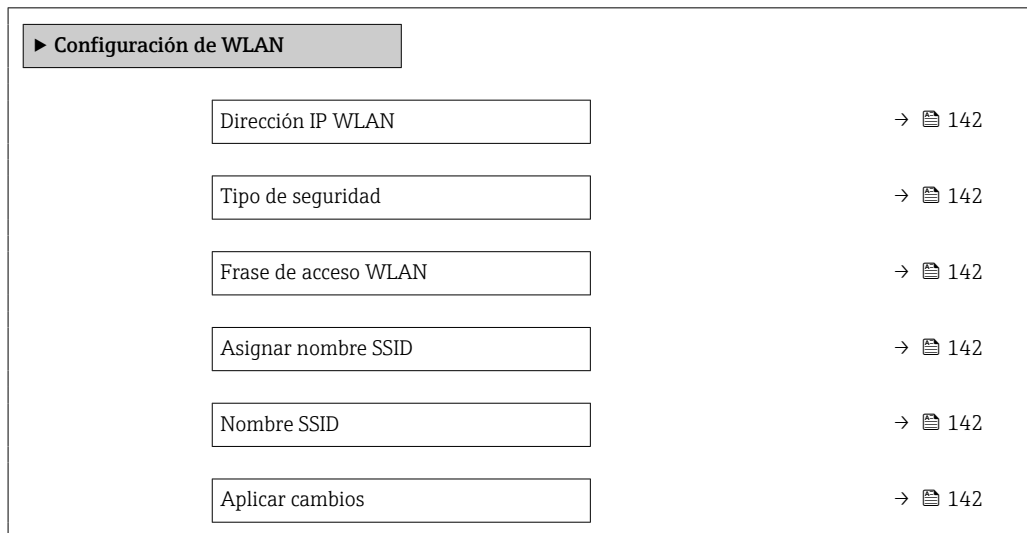 ► Configuración de WLAN
Dirección IP WLAN → 142
Tipo de seguridad → 142
Frase de acceso WLAN → 142
Asignar nombre SSID → 142
Nombre SSID → 142
Aplicar cambios → 142